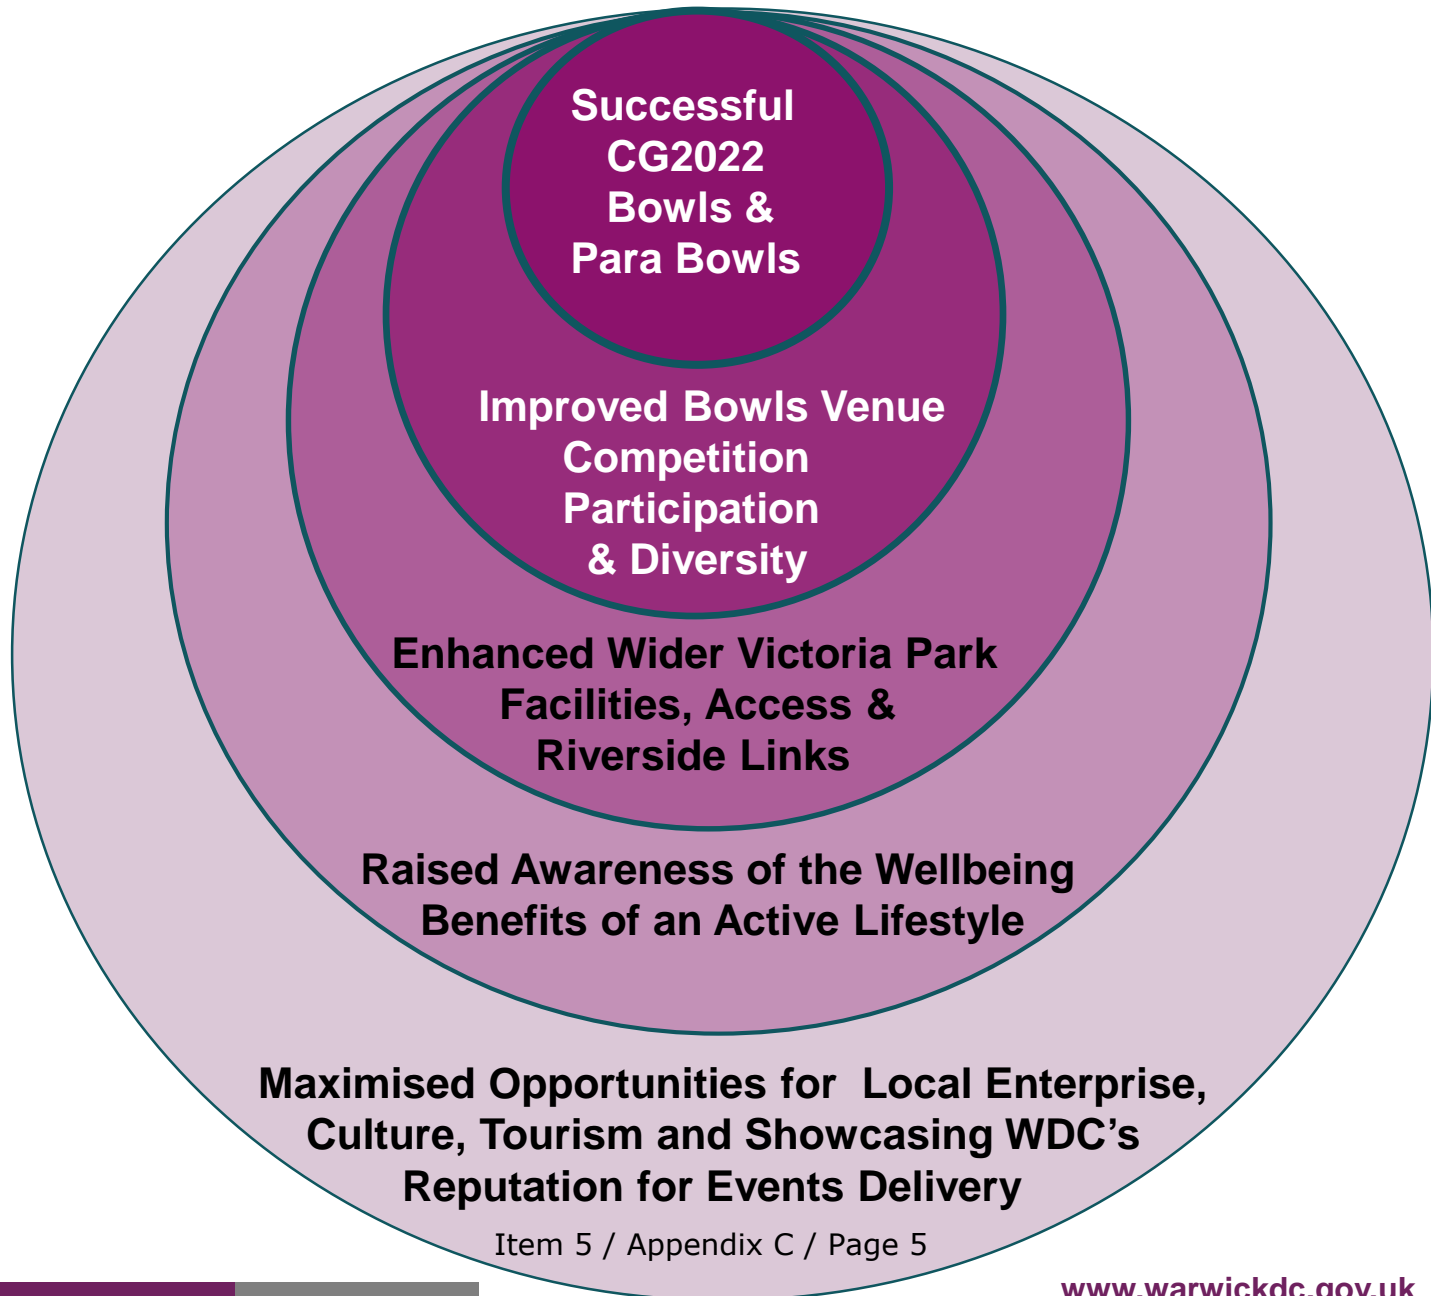 Successful
CG2022
Bowls &
Para Bowls
Improved Bowls Venue
Competition
Participation
& Diversity
Enhanced Wider Victoria Park
Facilities, Access &
Riverside Links
Raised Awareness of the Wellbeing
Benefits of an Active Lifestyle
Maximised Opportunities for  Local Enterprise,
Culture, Tourism and Showcasing WDC’s
Reputation for Events Delivery
Item 5 / Appendix C / Page 5
www.warwickdc.gov.uk